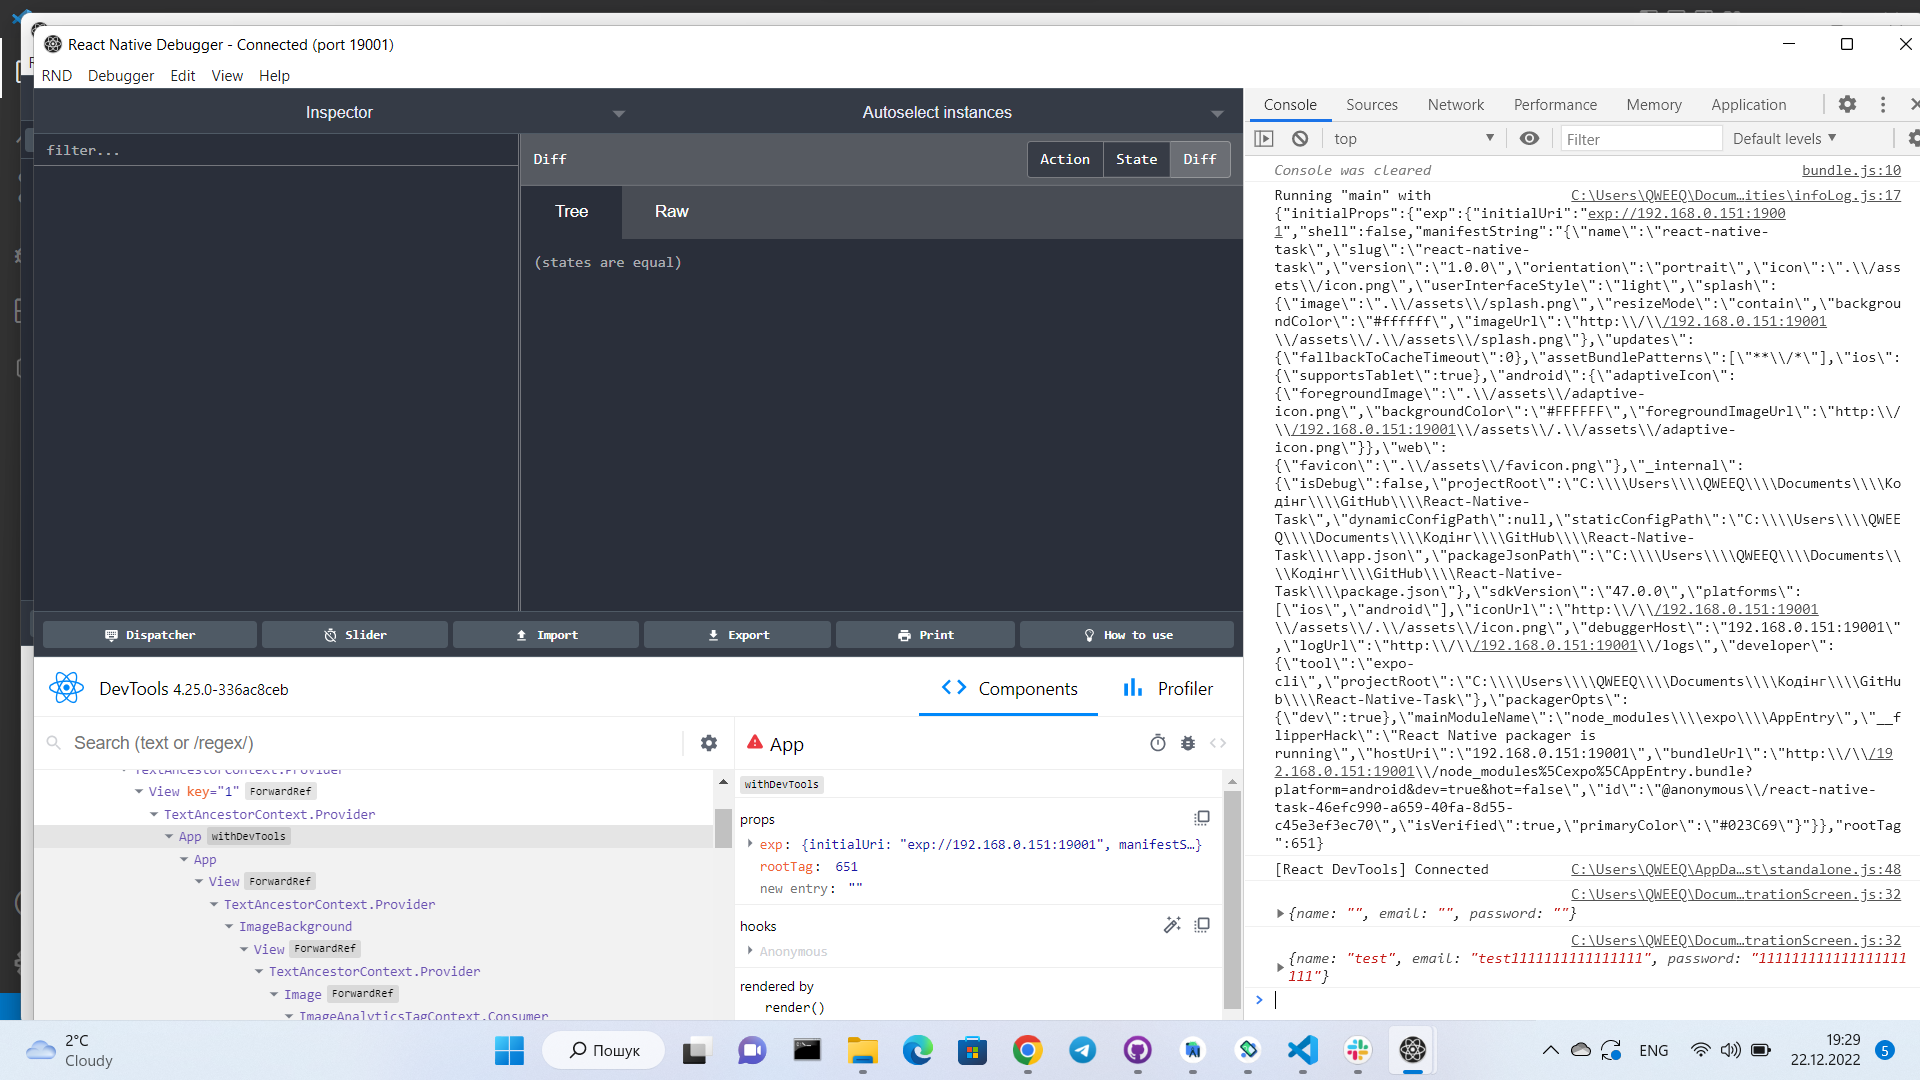 React Native Debugger - Connected (port 19001)
RND Debugger Edit View Help
Inspector
Autoselect instances
filter...
Diff
Action State Diff
Tree Raw
(states are equal)
Dispatcher Slider Import Export Print How to use
DevTools 4.25.0-336ac8ceb
Components Profiler
Search (text or /regex/)
TextAncestorContext.Provider
View key="1" ForwardRef
TextAncestorContext.Provider
App withDevTools
App
View ForwardRef
TextAncestorContext.Provider
ImageBackground
View ForwardRef
TextAncestorContext.Provider
Image ForwardRef
ImageAnalyticsTagContext.Consumer
App
withDevTools
props
exp: {initialUri: "exp://192.168.0.151:19001", manifestS…}
rootTag: 651
new entry: ""
hooks
Anonymous
rendered by
render()
Console Sources Network Performance Memory Application
top Filter Default levels
Console was cleared bundle.js:10
Running "main" with C:\Users\QWEEQ\Docum…ities\infoLog.js:17
{"initialProps":{"exp":{"initialUri":"exp://192.168.0.151:1900
1","shell":false,"manifestString":"{\"name\":\"react-native-
task\",\"slug\":\"react-native-
task\",\"version\":\"1.0.0\",\"orientation\":\"portrait\",\"icon\":\".\\/ass
ets\\/icon.png\",\"userInterfaceStyle\":\"light\",\"splash\":
{\"image\":\".\\/assets\\/splash.png\",\"resizeMode\":\"contain\",\"backgrou
ndColor\":\"#ffffff\",\"imageUrl\":\"http:\\/\\/192.168.0.151:19001
\\/assets\\/.\\/assets\\/splash.png\"},\"updates\":
{\"fallbackToCacheTimeout\":0},\"assetBundlePatterns\":[\"**\\/*\"],\"ios\":
{\"supportsTablet\":true},\"android\":{\"adaptiveIcon\":
{\"foregroundImage\":\".\\/assets\\/adaptive-
icon.png\",\"backgroundColor\":\"#FFFFFF\",\"foregroundImageUrl\":\"http:\\/
\\/192.168.0.151:19001\\/assets\\/.\\/assets\\/adaptive-
icon.png\"}},\"web\":
{\"favicon\":\".\\/assets\\/favicon.png\"},\"_internal\":
{\"isDebug\":false,\"projectRoot\":\"C:\\\\Users\\\\QWEEQ\\\\Documents\\\\Ко
дінг\\\\GitHub\\\\React-Native-
Task\",\"dynamicConfigPath\":null,\"staticConfigPath\":\"C:\\\\Users\\\\QWEE
Q\\\\Documents\\\\Кодінг\\\\GitHub\\\\React-Native-
Task\\\\app.json\",\"packageJsonPath\":\"C:\\\\Users\\\\QWEEQ\\\\Documents\\
\\Кодінг\\\\GitHub\\\\React-Native-
Task\\\\package.json\"},\"sdkVersion\":\"47.0.0\",\"platforms\":
[\"ios\",\"android\"],\"iconUrl\":\"http:\\/\\/192.168.0.151:19001
\\/assets\\/.\\/assets\\/icon.png\",\"debuggerHost\":\"192.168.0.151:19001\"
,\"logUrl\":\"http:\\/\\/192.168.0.151:19001\\/logs\",\"developer\":
{\"tool\":\"expo-
cli\",\"projectRoot\":\"C:\\\\Users\\\\QWEEQ\\\\Documents\\\\Кодінг\\\\GitHu
b\\\\React-Native-Task\"},\"packagerOpts\":
{\"dev\":true},\"mainModuleName\":\"node_modules\\\\expo\\\\AppEntry\",\"__f
lipperHack\":\"React Native packager is
running\",\"hostUri\":\"192.168.0.151:19001\",\"bundleUrl\":\"http:\\/\\/19
2.168.0.151:19001\\/node_modules%5Cexpo%5CAppEntry.bundle?
platform=android&dev=true&hot=false\",\"id\":\"@anonymous\\/react-native-
task-46efc990-a659-40fa-8d55-
c45e3ef3ec70\",\"isVerified\":true,\"primaryColor\":\"#023C69\"}"}},"rootTag
":651}
[React DevTools] Connected C:\Users\QWEEQ\AppDa…st\standalone.js:48
C:\Users\QWEEQ\Docum…trationScreen.js:32
{name: "", email: "", password: ""}
C:\Users\QWEEQ\Docum…trationScreen.js:32
{name: "test", email: "test1111111111111111", password: "111111111111111111
111"}
2°C
Cloudy
Пошук
ENG
19:29
22.12.2022
5